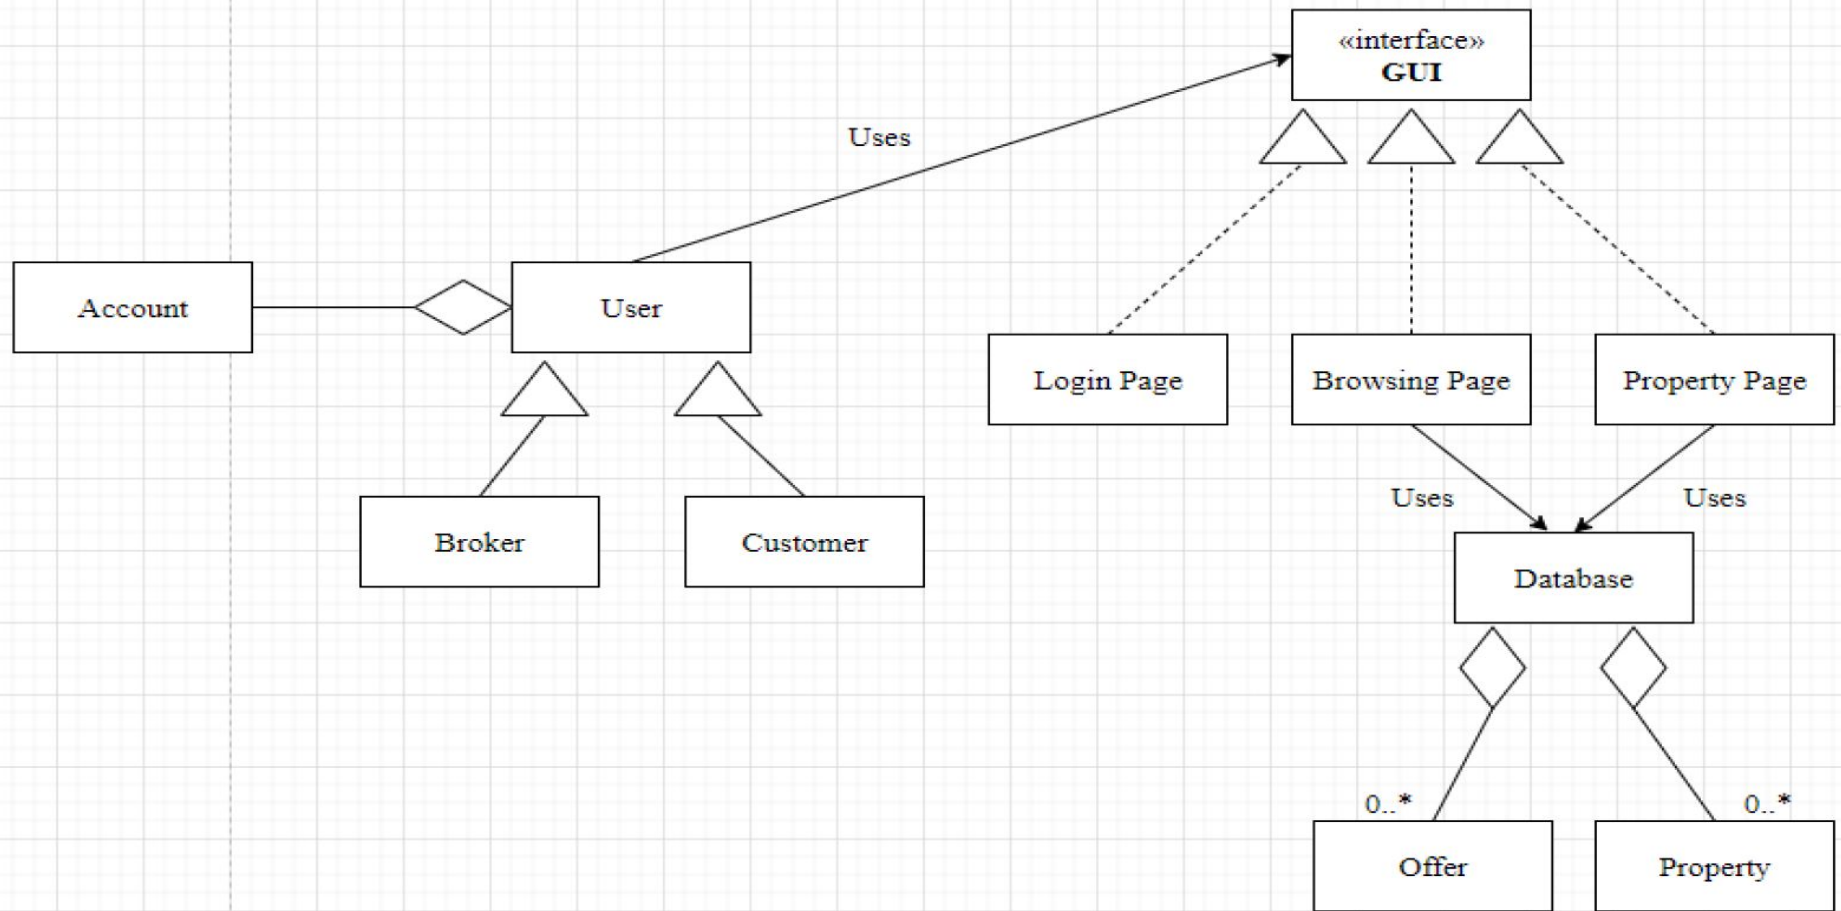 «interface»
GUI
Uses
Account
User
Login Page
Browsing Page
Property Page
Uses
Uses
Broker
Customer
Database
0..*
0..*
Offer
Property